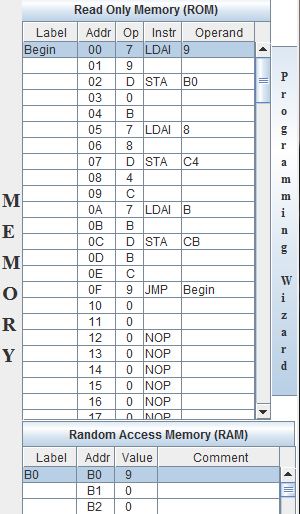 Read Only Memory (ROM)
Label Addr Op Instr Operand
Begin 00 7 LDAI 9
01 9
02 D STA B0
03 0
04 B
05 7 LDAI 8
06 8
07 D STA C4
08 4
09 C
0A 7 LDAI B
0B B
0C D STA CB
0D B
0E C
0F 9 JMP Begin
10 0
11 0
12 0 NOP
13 0 NOP
14 0 NOP
15 0 NOP
16 0 NOP
17 0 NOP
MEMORY
Programming Wizard
Random Access Memory (RAM)
Label Addr Value Comment
B0 B0 9
B1 0
B2 0